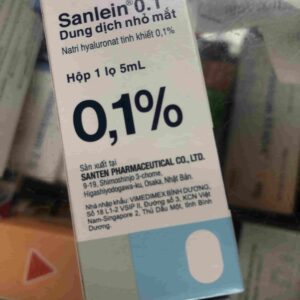 Sanlein® 0.1
Dung dịch nhỏ mắt
Natri hyaluronat tinh khiết 0,1%
Hộp 1 lọ 5mL
0,1%
Sản xuất tại
SANTEN PHARMACEUTICAL CO., LTD.
9-19, Shimoshinjo 3-chome,
Higashiyodogawa-ku, Osaka, Nhật Bản.
Nhà nhập khẩu: VIMEDIMEX BÌNH DƯƠNG,
Số 18 L1-2 VSIP II, Đường số 3, KCN Việt
Nam-Singapore 2, Thủ Dầu Một, tỉnh Bình
Dương.